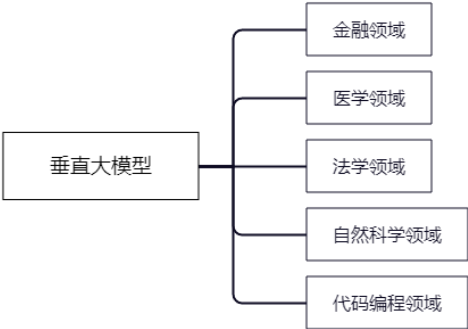 金融领域
医学领域
垂直大模型
法学领域
自然科学领域
代码编程领域